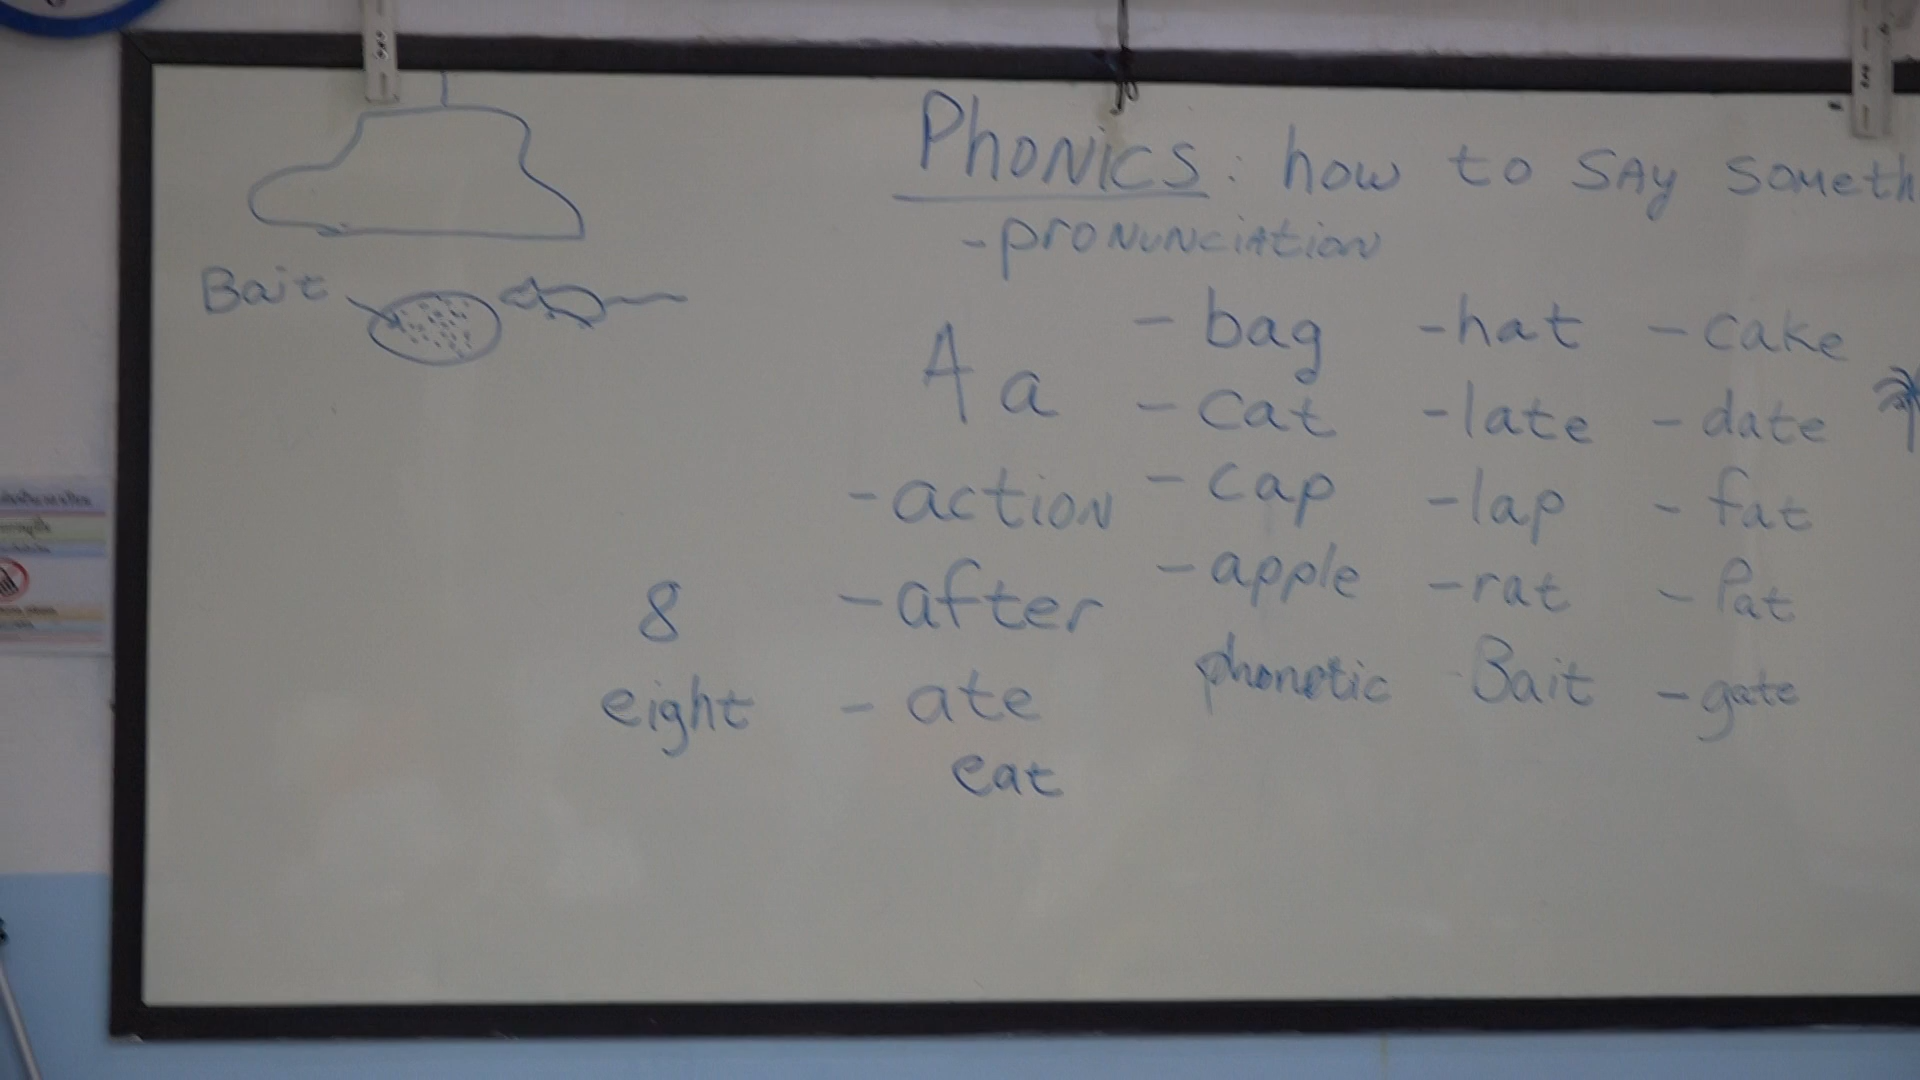 Phonics: how to say someth
-pronunciation
Bait
A a
- bag -hat - cake
- cat -late - date
-action - cap -lap - fat
-after - apple -rat - Pat
8
eight - ate phonetic Bait - gate
eat